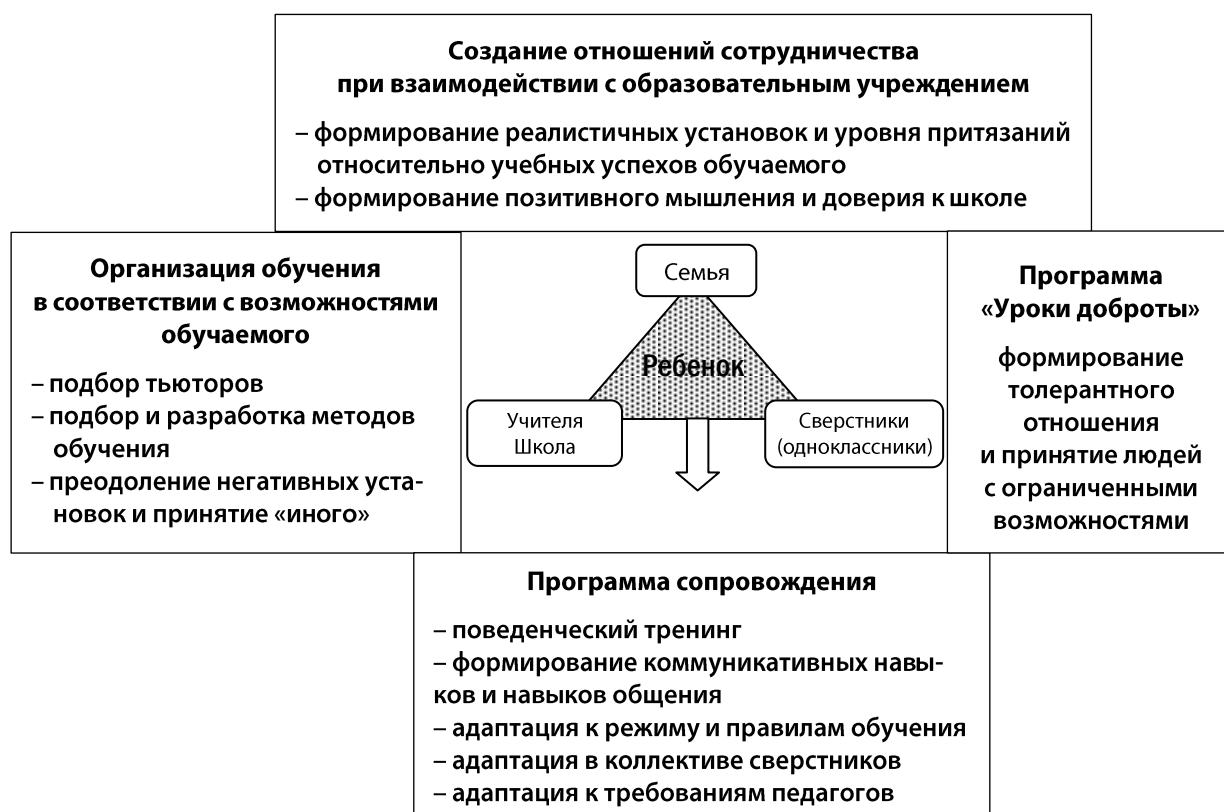 Создание отношений сотрудничества
при взаимодействии с образовательным учреждением
– формирование реалистичных установок и уровня притязаний
относительно учебных успехов обучаемого
– формирование позитивного мышления и доверия к школе
Организация обучения
в соответствии с возможностями
обучаемого
– подбор тьюторов
– подбор и разработка методов
обучения
– преодоление негативных уста-
новок и принятие «иного»
Семья
Ребенок
Учителя
Школа
Сверстники
(одноклассники)
Программа
«Уроки доброты»
формирование
толерантного
отношения
и принятие людей
с ограниченными
возможностями
Программа сопровождения
– поведенческий тренинг
– формирование коммуникативных навы-
ков и навыков общения
– адаптация к режиму и правилам обучения
– адаптация в коллективе сверстников
– адаптация к требованиям педагогов